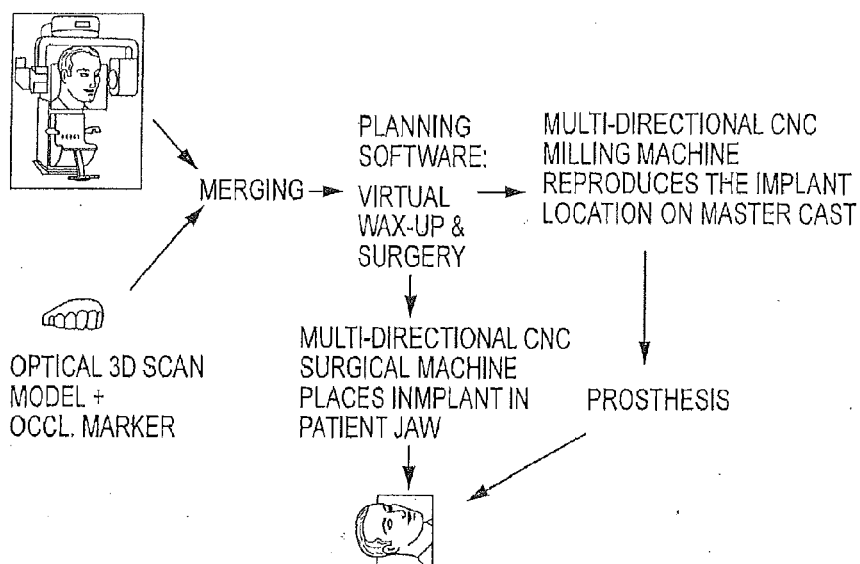 MERGING
PLANNING
SOFTWARE:
VIRTUAL
WAX-UP &
SURGERY
MULTI-DIRECTIONAL CNC
MILLING MACHINE
REPRODUCES THE IMPLANT
LOCATION ON MASTER CAST
OPTICAL 3D SCAN
MODEL +
OCCL. MARKER
MULTI-DIRECTIONAL CNC
SURGICAL MACHINE
PLACES INMPLANT IN
PATIENT JAW
PROSTHESIS